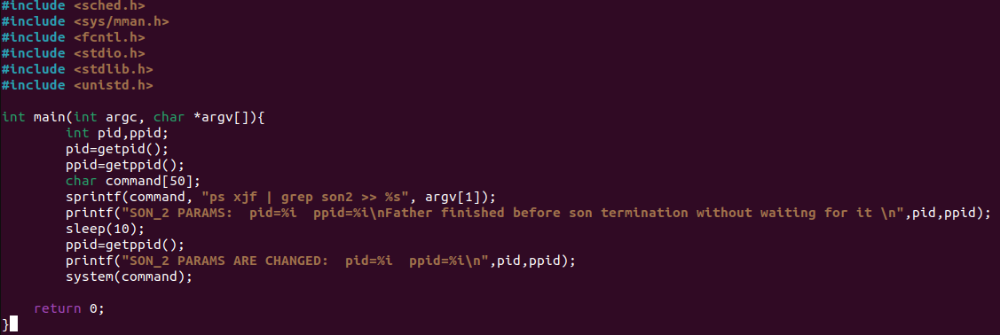 #include <sched.h>
#include <sys/mman.h>
#include <fcntl.h>
#include <stdio.h>
#include <stdlib.h>
#include <unistd.h>

int main(int argc, char *argv[]){
        int pid,ppid;
        pid=getpid();
        ppid=getppid();
        char command[50];
        sprintf(command, "ps xjf | grep son2 >> %s", argv[1]);
        printf("SON_2 PARAMS:  pid=%i  ppid=%i\nFather finished before son termination without waiting for it \n",pid,ppid);
        sleep(10);
        ppid=getppid();
        printf("SON_2 PARAMS ARE CHANGED:  pid=%i  ppid=%i\n",pid,ppid);
        system(command);

    return 0;
}